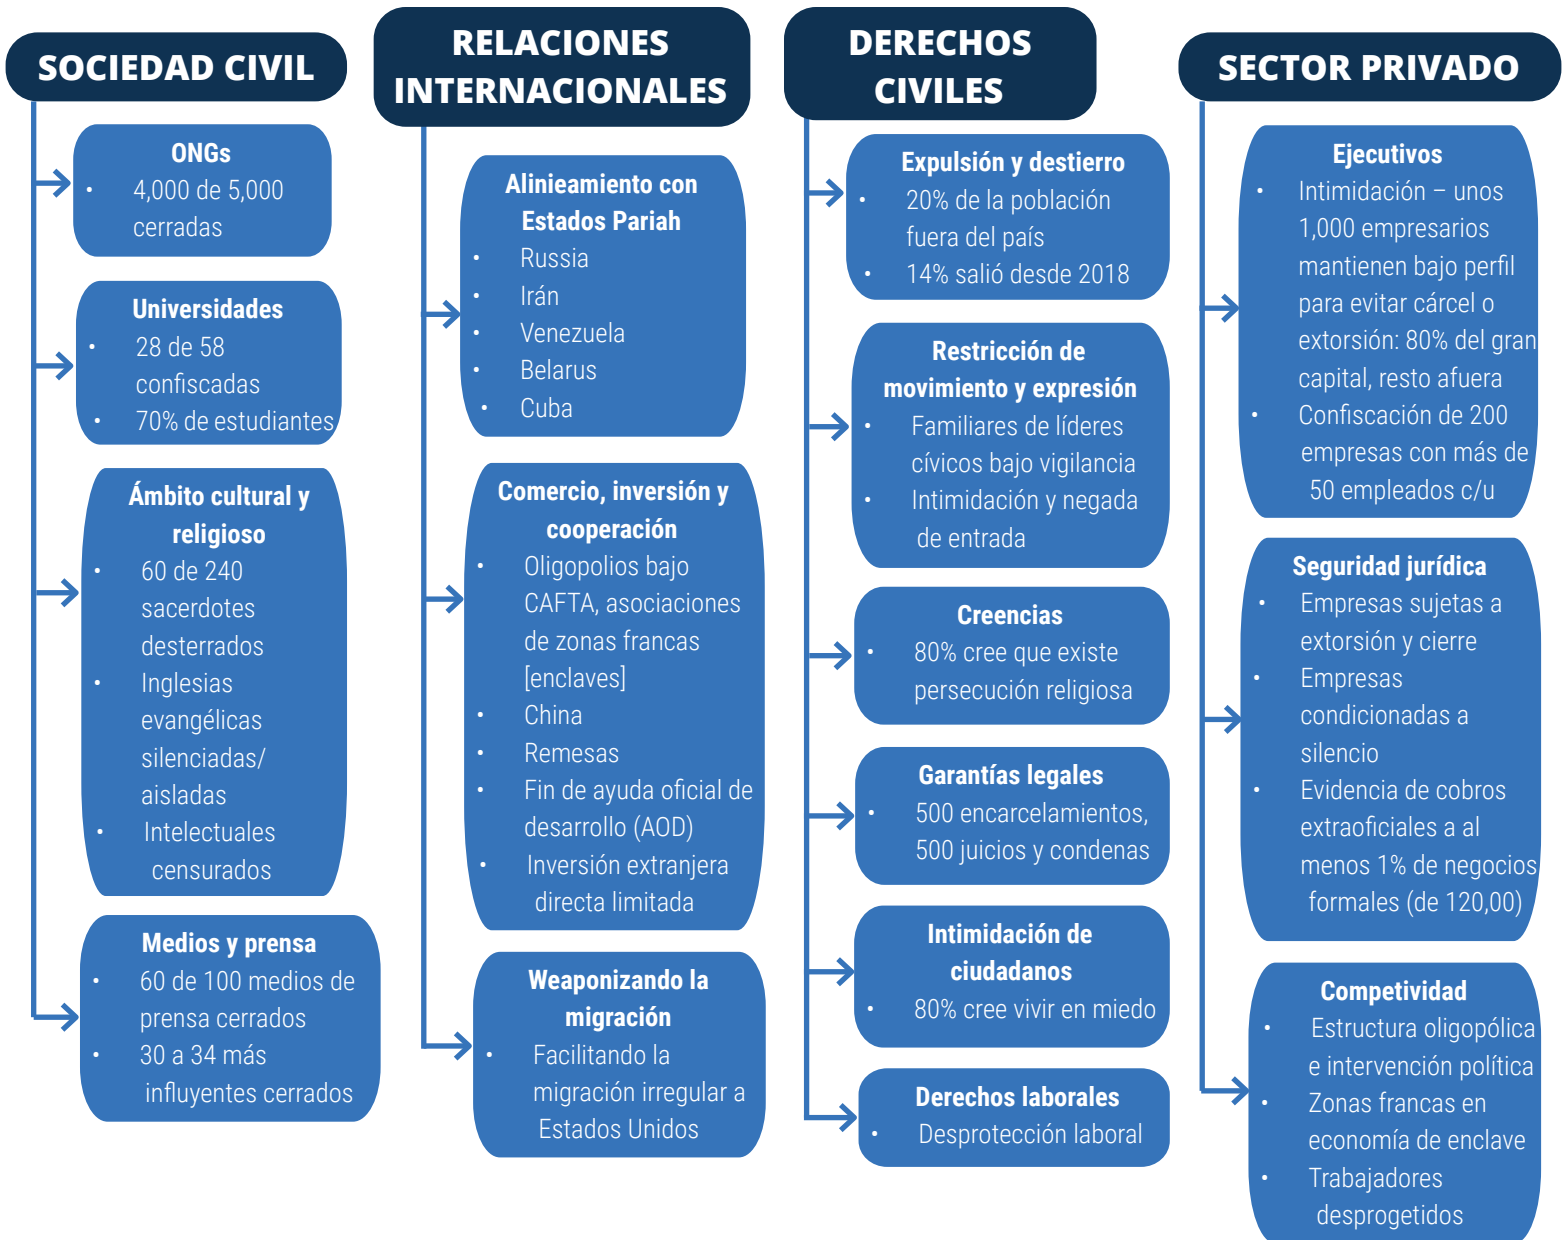 SOCIEDAD CIVIL
ONGs
• 4,000 de 5,000
cerradas
Universidades
• 28 de 58
confiscadas
• 70% de estudiantes
Ámbito cultural y
religioso
• 60 de 240
sacerdotes
desterrados
• Inglesias
evangélicas
silenciadas/
aisladas
• Intelectuales
censurados
Medios y prensa
• 60 de 100 medios de
prensa cerrados
• 30 a 34 más
influyentes cerrados
RELACIONES
INTERNACIONALES
Alinieamiento con
Estados Pariah
• Russia
• Irán
• Venezuela
• Belarus
• Cuba
Comercio, inversión y
cooperación
• Oligopolios bajo
CAFTA, asociaciones
de zonas francas
[enclaves]
• China
• Remesas
• Fin de ayuda oficial de
desarrollo (AOD)
• Inversión extranjera
directa limitada
Weaponizando la
migración
• Facilitando la
migración irregular a
Estados Unidos
DERECHOS
CIVILES
Expulsión y destierro
• 20% de la población
fuera del país
• 14% salió desde 2018
Restricción de
movimiento y expresión
• Familiares de líderes
cívicos bajo vigilancia
• Intimidación y negada
de entrada
Creencias
• 80% cree que existe
persecución religiosa
Garantías legales
• 500 encarcelamientos,
500 juicios y condenas
Intimidación de
ciudadanos
• 80% cree vivir en miedo
Derechos laborales
• Desprotección laboral
SECTOR PRIVADO
Ejecutivos
• Intimidación – unos
1,000 empresarios
mantienen bajo perfil
para evitar cárcel o
extorsión: 80% del gran
capital, resto afuera
• Confiscación de 200
empresas con más de
50 empleados c/u
Seguridad jurídica
• Empresas sujetas a
extorsión y cierre
• Empresas
condicionadas a
silencio
• Evidencia de cobros
extraoficiales a al
menos 1% de negocios
formales (de 120,00)
Competividad
• Estructura oligopólica
e intervención política
• Zonas francas en
economía de enclave
• Trabajadores
desprogetidos